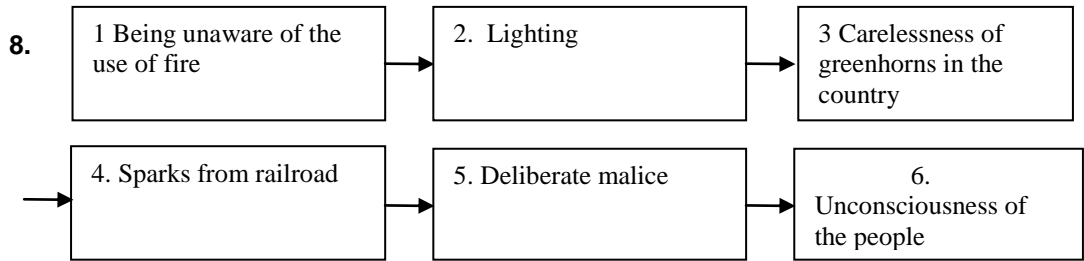 8.
1 Being unaware of the
use of fire
2. Lighting
3 Carelessness of
greenhorns in the
country
4. Sparks from railroad
5. Deliberate malice
6.
Unconsciousness of
the people